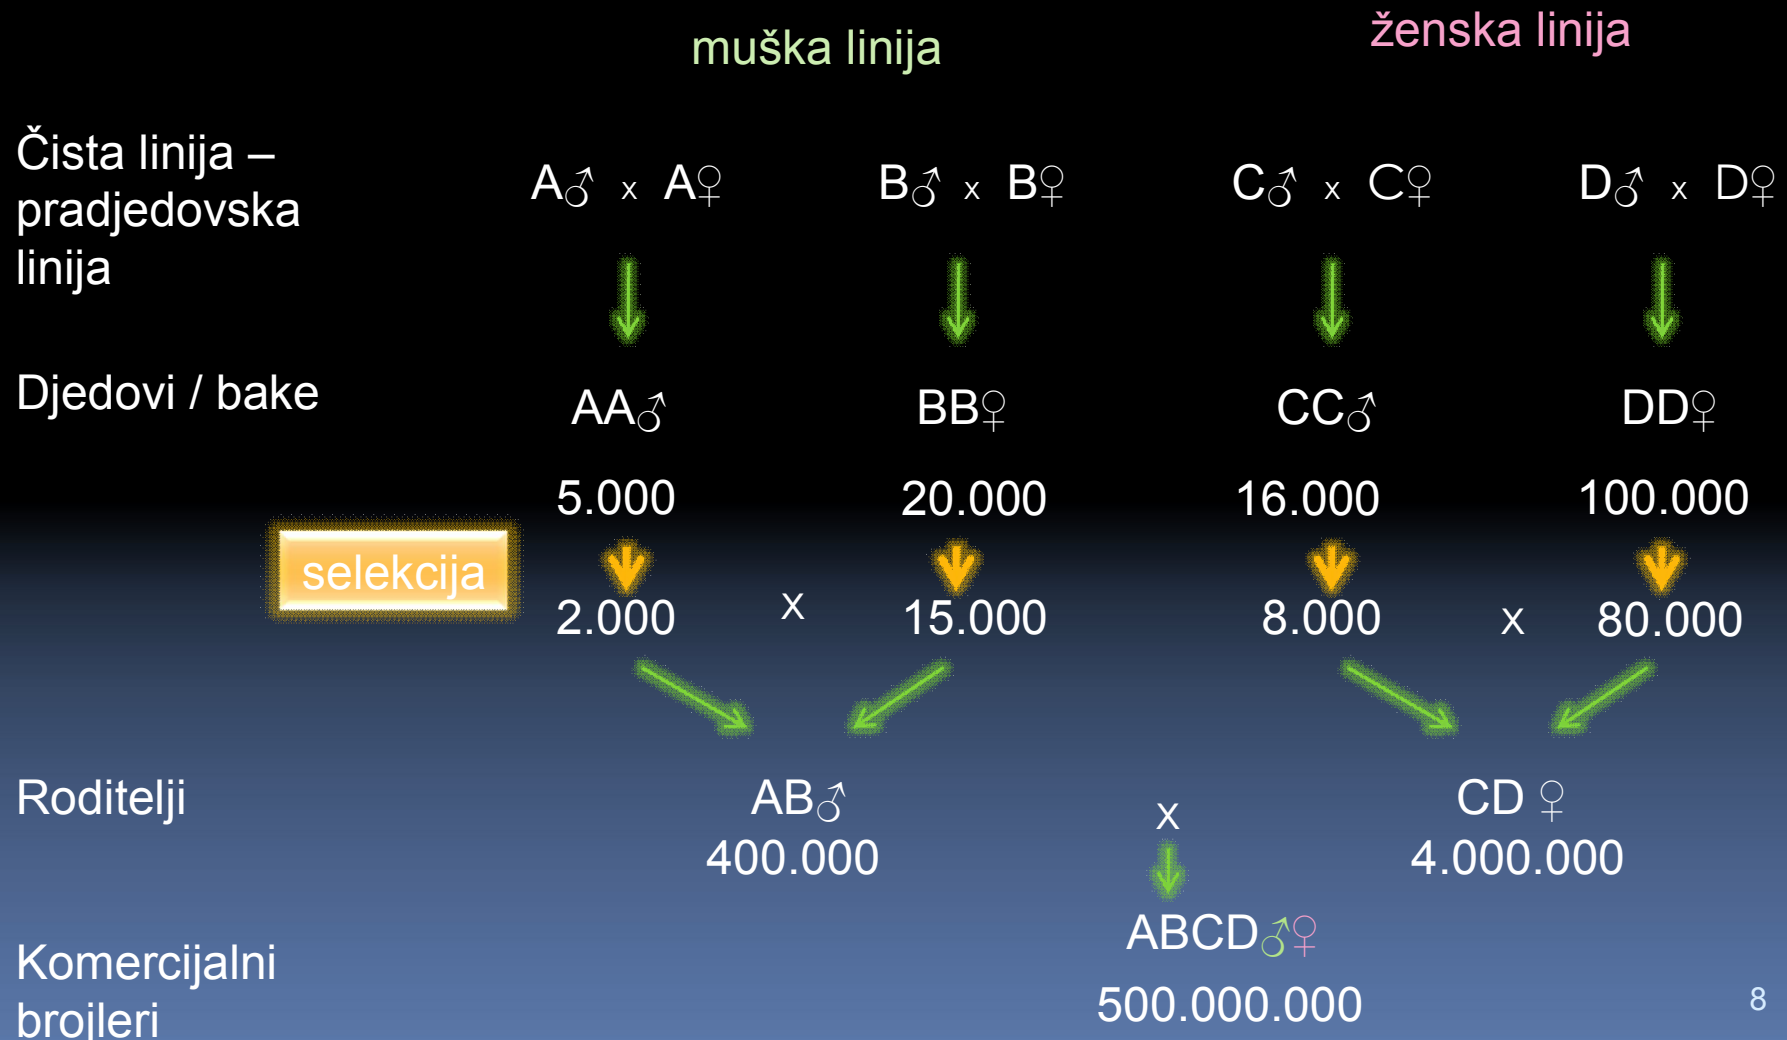 muška linija ženska linija
Čista linija –
pradjedovska
linija
A♂ x A♀ B♂ x B♀ C♂ x C♀ D♂ x D♀
Djedovi / bake AA♂ BB♀ CC♂ DD♀
5.000 20.000 16.000 100.000
selekcija
2.000 x 15.000 8.000 x 80.000
Roditelji AB♂ x CD ♀
400.000 4.000.000
ABCD♂♀
Komercijalni
brojleri
500.000.000
8